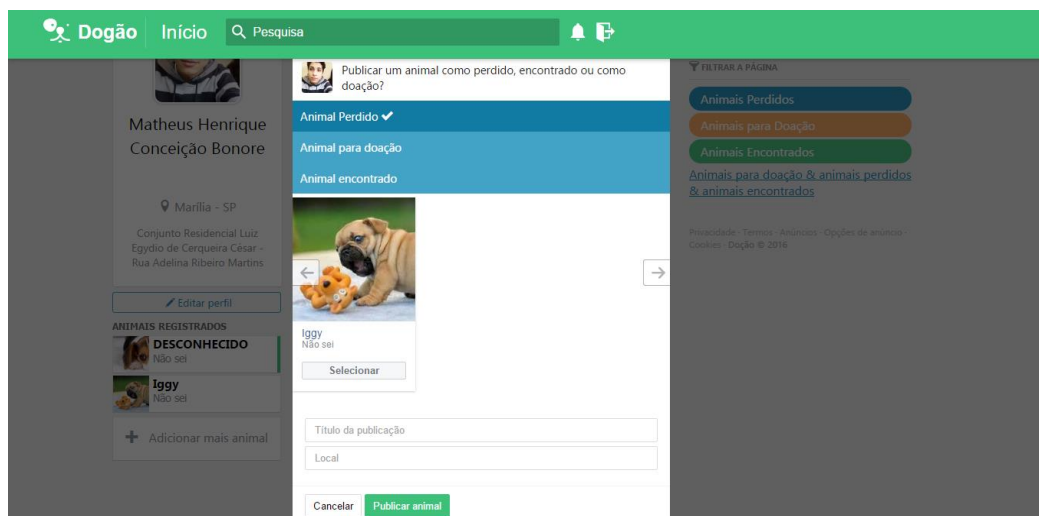 Dogão
Início
Pesquisa
Matheus Henrique
Conceição Bonore
Marília - SP
Conjunto Residencial Luiz
Egydio de Cerqueira César -
Rua Adelina Ribeiro Martins
Editar perfil
ANIMAIS REGISTRADOS
DESCONHECIDO
Não sei
Iggy
Não sei
Adicionar mais animal
Publicar um animal como perdido, encontrado ou como
doação?
Animal Perdido
Animal para doação
Animal encontrado
Iggy
Não sei
Selecionar
Título da publicação
Local
Cancelar
Publicar animal
FILTRAR A PÁGINA
Animais Perdidos
Animais para Doação
Animais Encontrados
Animais para doação & animais perdidos
& animais encontrados
Privacidade - Termos - Anúncios - Opções de anúncio -
Cookies - Dogão © 2016